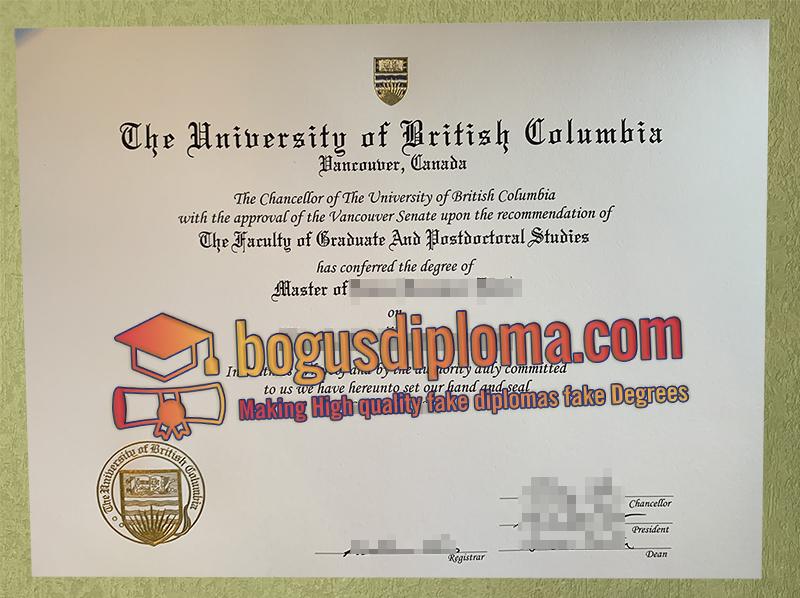 The University of British Columbia
Vancouver, Canada
The Chancellor of The University of British Columbia
with the approval of the Vancouver Senate upon the recommendation of
The Faculty of Graduate And Postdoctoral Studies
has conferred the degree of
Master of
on
bogusdiploma.com
and by the authority duly committed
to us we have hereunto set our hand and seal
Making High quality fake diplomas fake Degrees
The University of British Columbia
Chancellor
President
Registrar
Dean